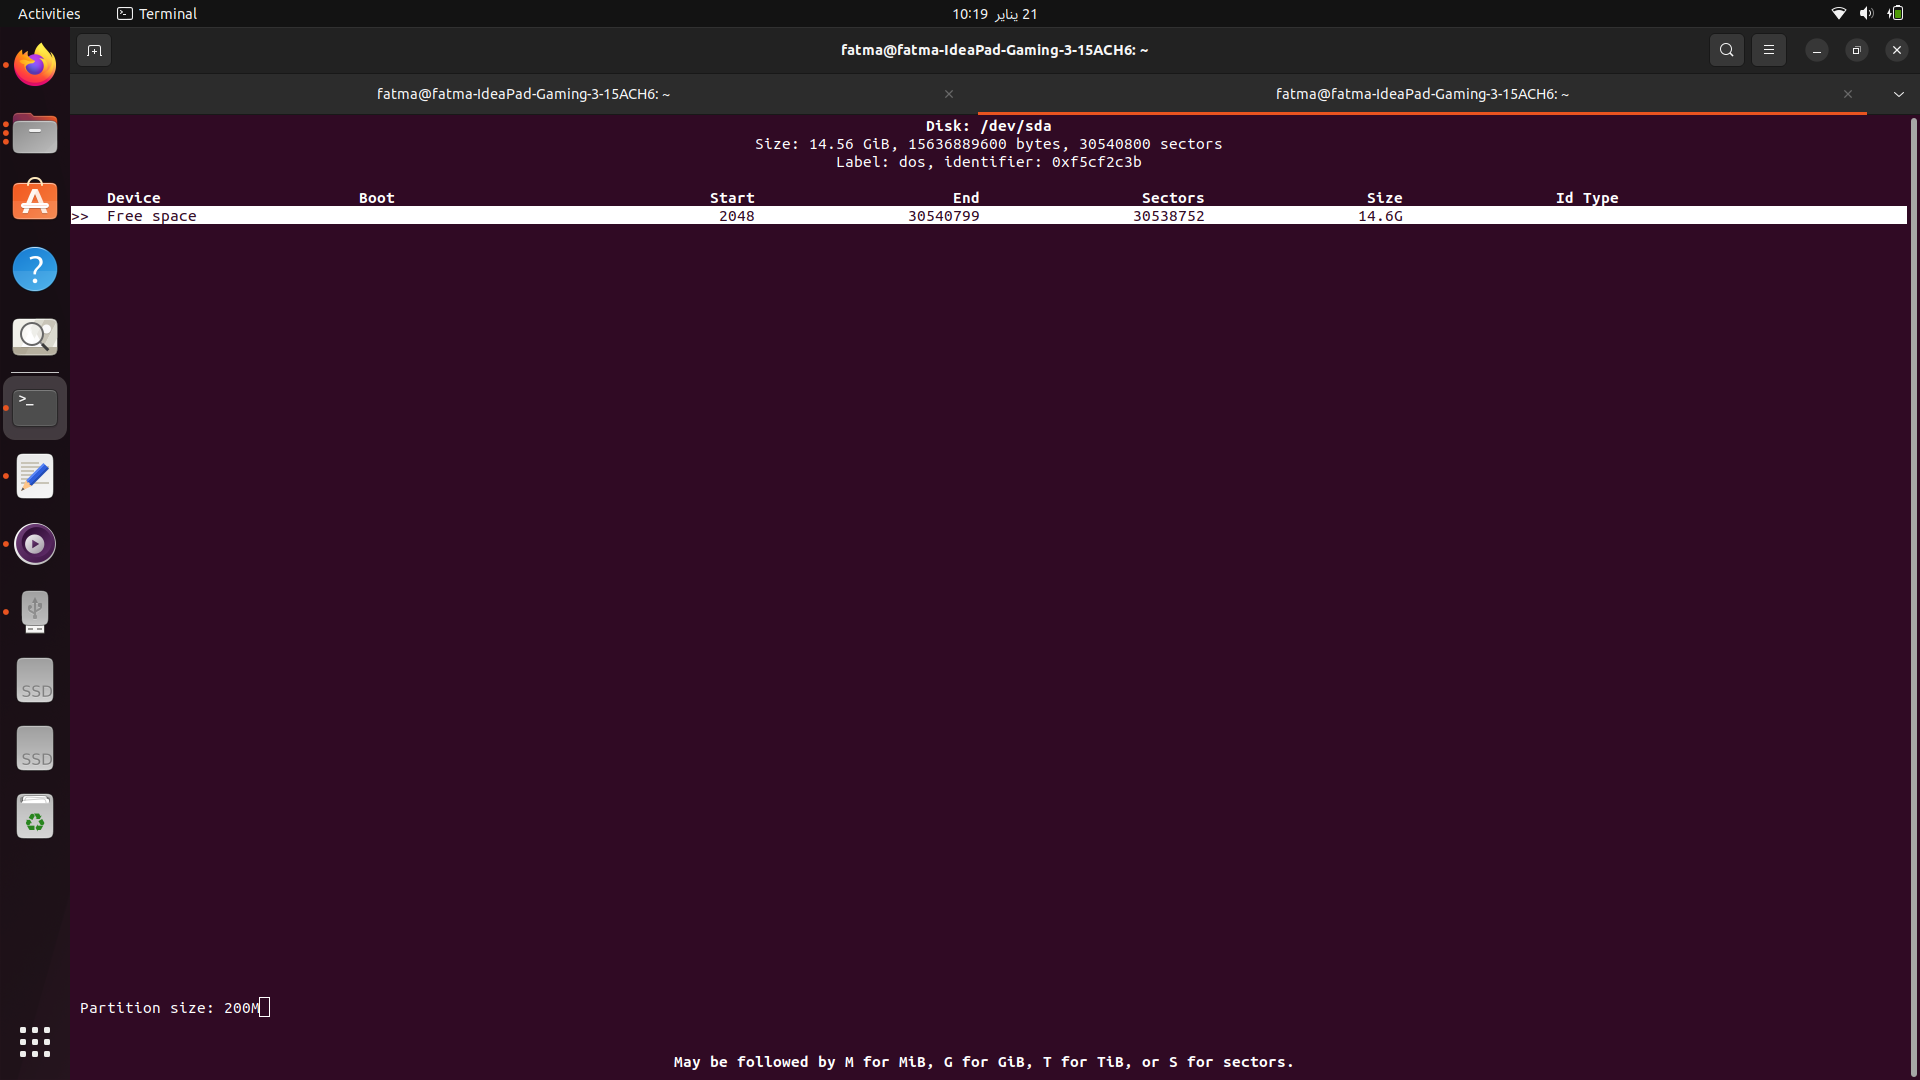 Activities Terminal 21 يناير 10:19
fatma@fatma-IdeaPad-Gaming-3-15ACH6: ~
fatma@fatma-IdeaPad-Gaming-3-15ACH6: ~ fatma@fatma-IdeaPad-Gaming-3-15ACH6: ~
Disk: /dev/sda
Size: 14.56 GiB, 15636889600 bytes, 30540800 sectors
Label: dos, identifier: 0xf5cf2c3b
Device Boot Start End Sectors Size Id Type
>> Free space 2048 30540799 30538752 14.6G
>_
SSD
SSD
Partition size: 200M
May be followed by M for MiB, G for GiB, T for TiB, or S for sectors.